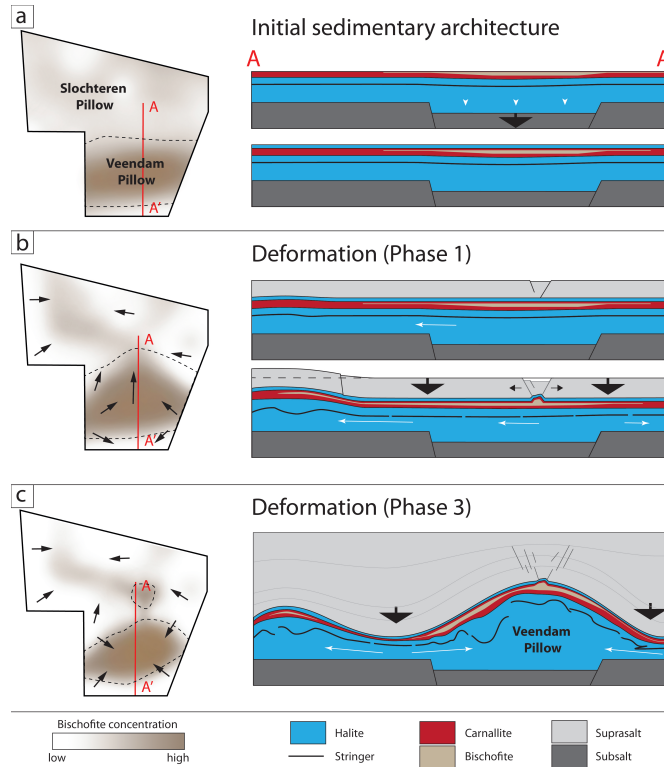 a
Initial sedimentary architecture
A
A
Slochteren
Pillow
A
Veendam
Pillow
A'
b
Deformation (Phase 1)
A
A'
c
Deformation (Phase 3)
A
A'
Veendam
Pillow
Bischofite concentration
low
high
Halite
Carnallite
Suprasalt
Stringer
Bischofite
Subsalt